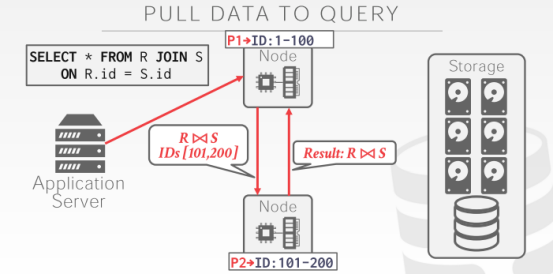 PULL DATA TO QUERY
P1→ID:1-100
SELECT * FROM R JOIN S
ON R.id = S.id
Node
Storage
R ⋈ S
IDs [101,200]
Result: R ⋈ S
Application
Server
Node
P2→ID:101-200